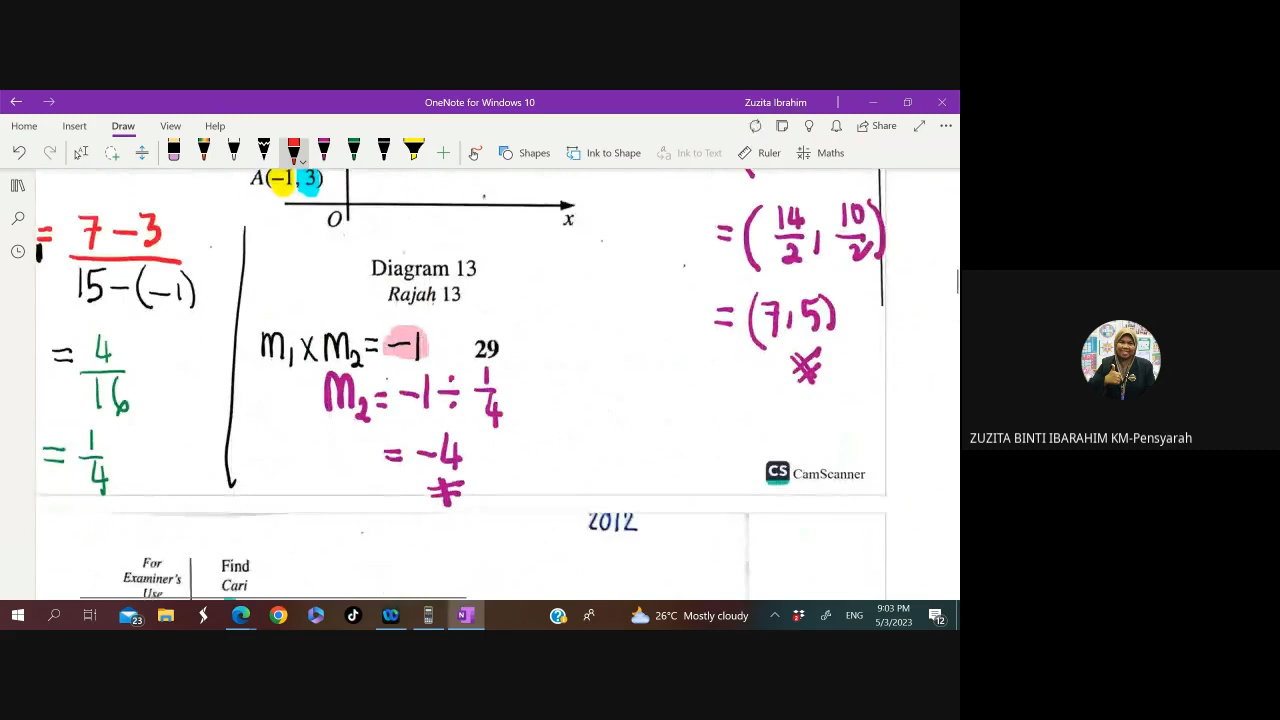 OneNote for Windows 10
Zuzita Ibrahim
Home Insert Draw View Help
Share
Shapes Ink to Shape Ink to Text Ruler Maths
A(−1, 3)
O x
= 7 − 3
15 − (−1)
= 4
16
= 1
4
Diagram 13
Rajah 13
m₁ × m₂ = −1
29
m₂ = −1 ÷ 1
4
= −4
= (14/2, 10/2)
= (7, 5)
CS CamScanner
2012
For
Examiner's
Use
Find
Cari
23
26°C Mostly cloudy
ENG
9:03 PM
5/3/2023
12
ZUZITA BINTI IBARAHIM KM-Pensyarah